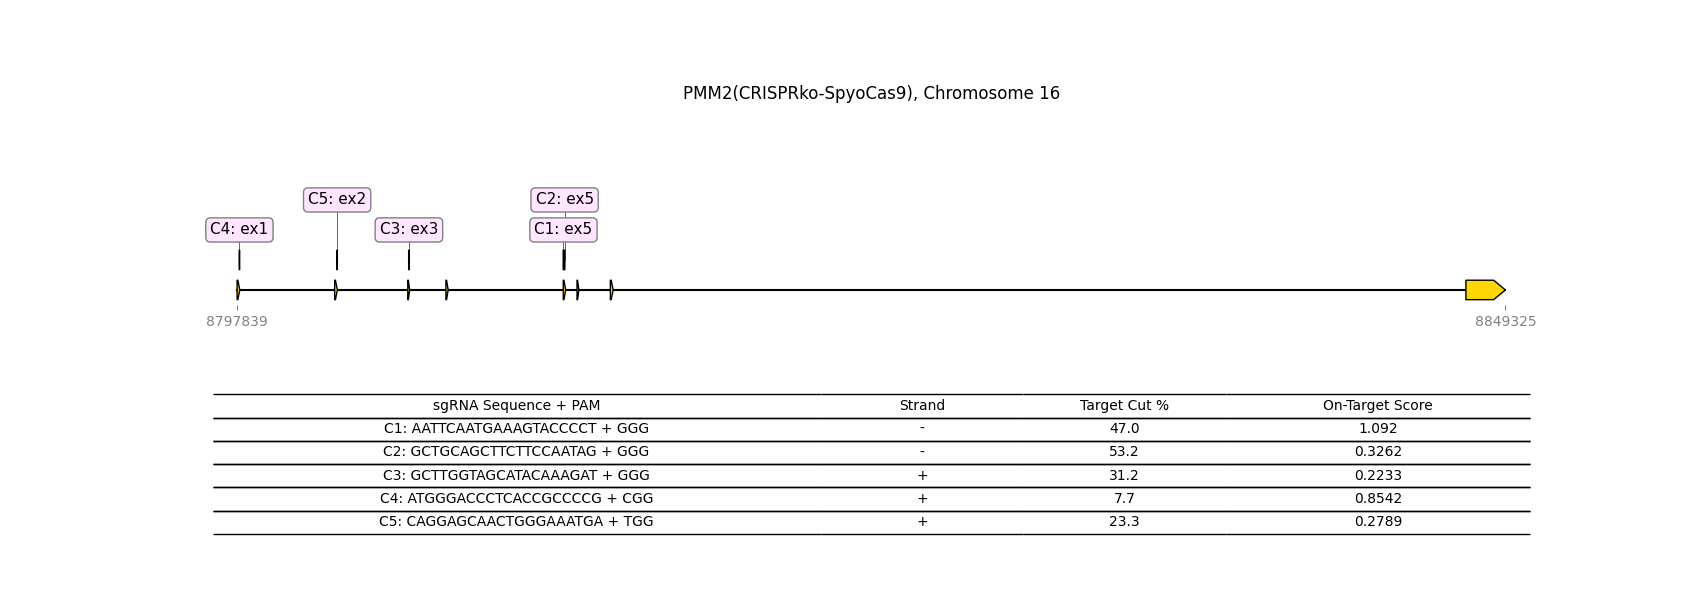 PMM2(CRISPRko-SpyoCas9), Chromosome 16
C5: ex2
C2: ex5
C4: ex1
C3: ex3
C1: ex5
8797839
8849325
sgRNA Sequence + PAM Strand Target Cut % On-Target Score
C1: AATTCAATGAAAGTACCCCT + GGG - 47.0 1.092
C2: GCTGCAGCTTCTTCCAATAG + GGG - 53.2 0.3262
C3: GCTTGGTAGCATACAAAGAT + GGG + 31.2 0.2233
C4: ATGGGACCCTCACCGCCCCG + CGG + 7.7 0.8542
C5: CAGGAGCAACTGGGAAATGA + TGG + 23.3 0.2789